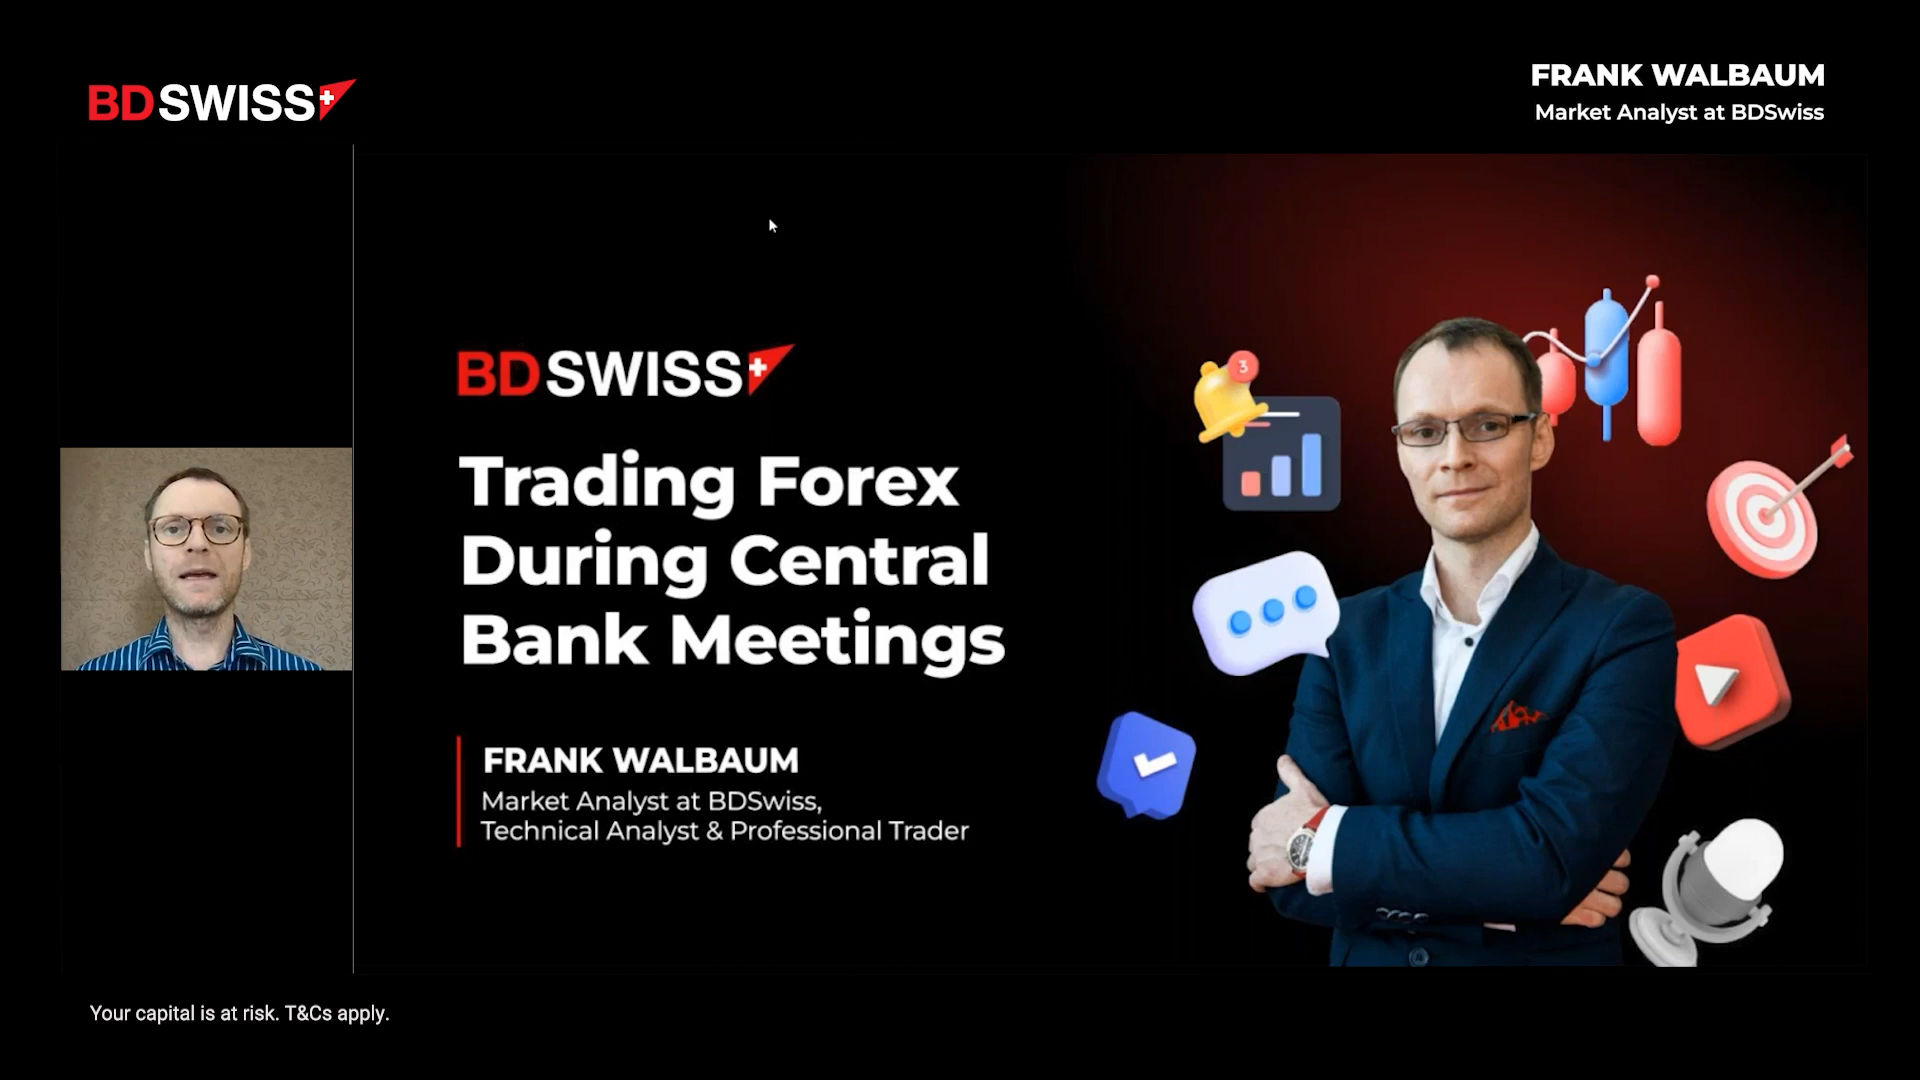 BDSWISS
FRANK WALBAUM
Market Analyst at BDSwiss
BDSWISS
3
Trading Forex
During Central
Bank Meetings
FRANK WALBAUM
Market Analyst at BDSwiss,
Technical Analyst & Professional Trader
Your capital is at risk. T&Cs apply.